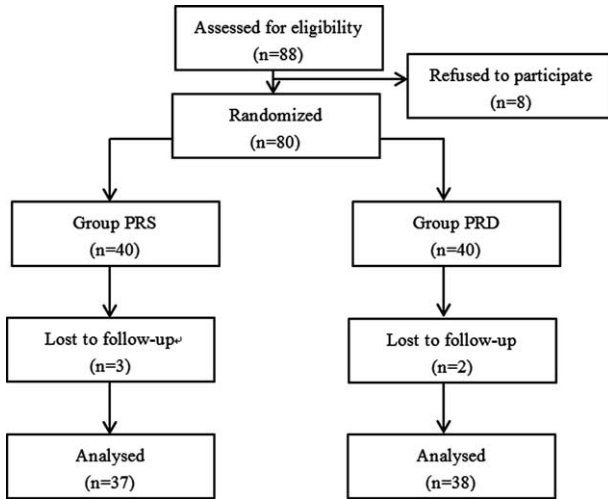 Assessed for eligibility
(n=88)
Refused to participate
(n=8)
Randomized
(n=80)
Group PRS
(n=40)
Group PRD
(n=40)
Lost to follow-up↵
(n=3)
Lost to follow-up
(n=2)
Analysed
(n=37)
Analysed
(n=38)